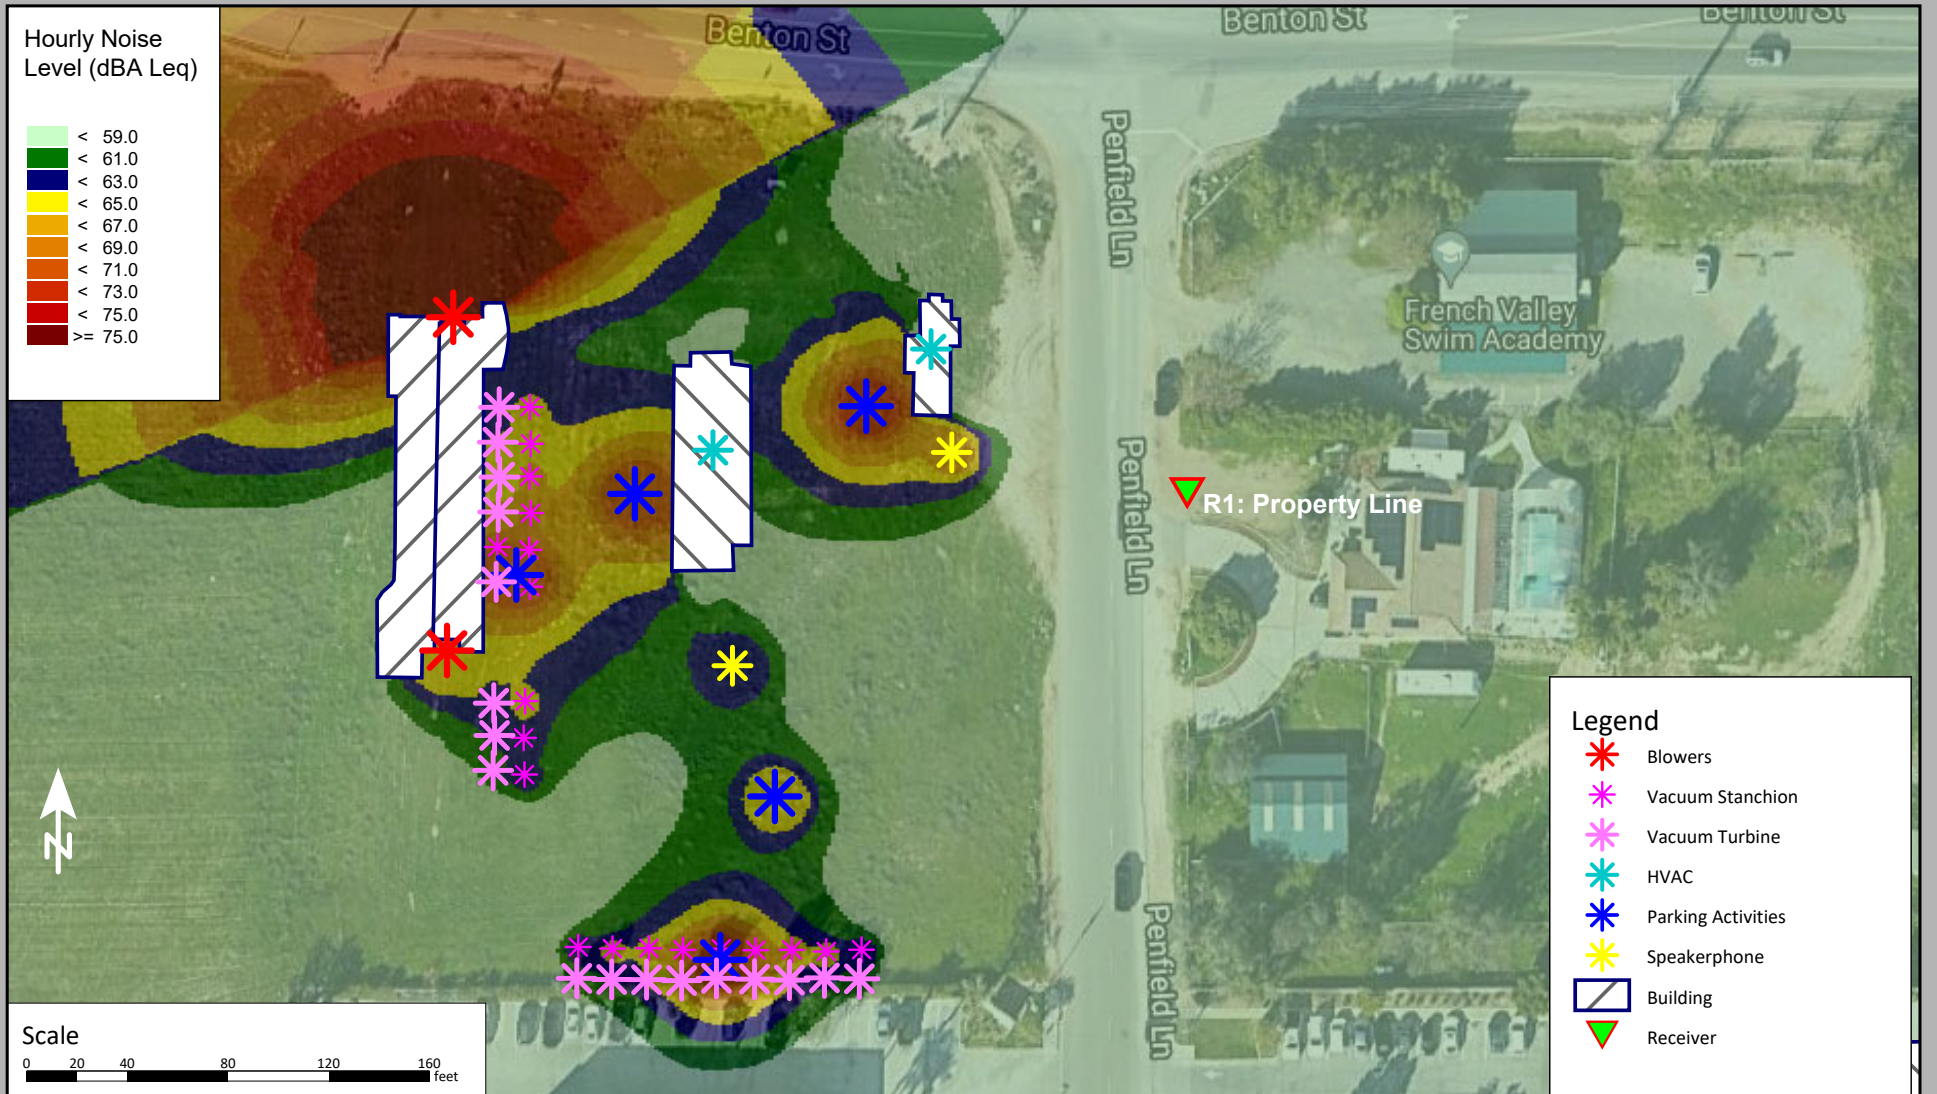 Hourly Noise
Level (dBA Leq)
< 59.0
< 61.0
< 63.0
< 65.0
< 67.0
< 69.0
< 71.0
< 73.0
< 75.0
>= 75.0
Benton St
Benton St
Benton St
Penfield Ln
French Valley
Swim Academy
Penfield Ln
R1: Property Line
Penfield Ln
N
Legend
Blowers
Vacuum Stanchion
Vacuum Turbine
HVAC
Parking Activities
Speakerphone
Building
Receiver
Scale
0 20 40 80 120 160
feet